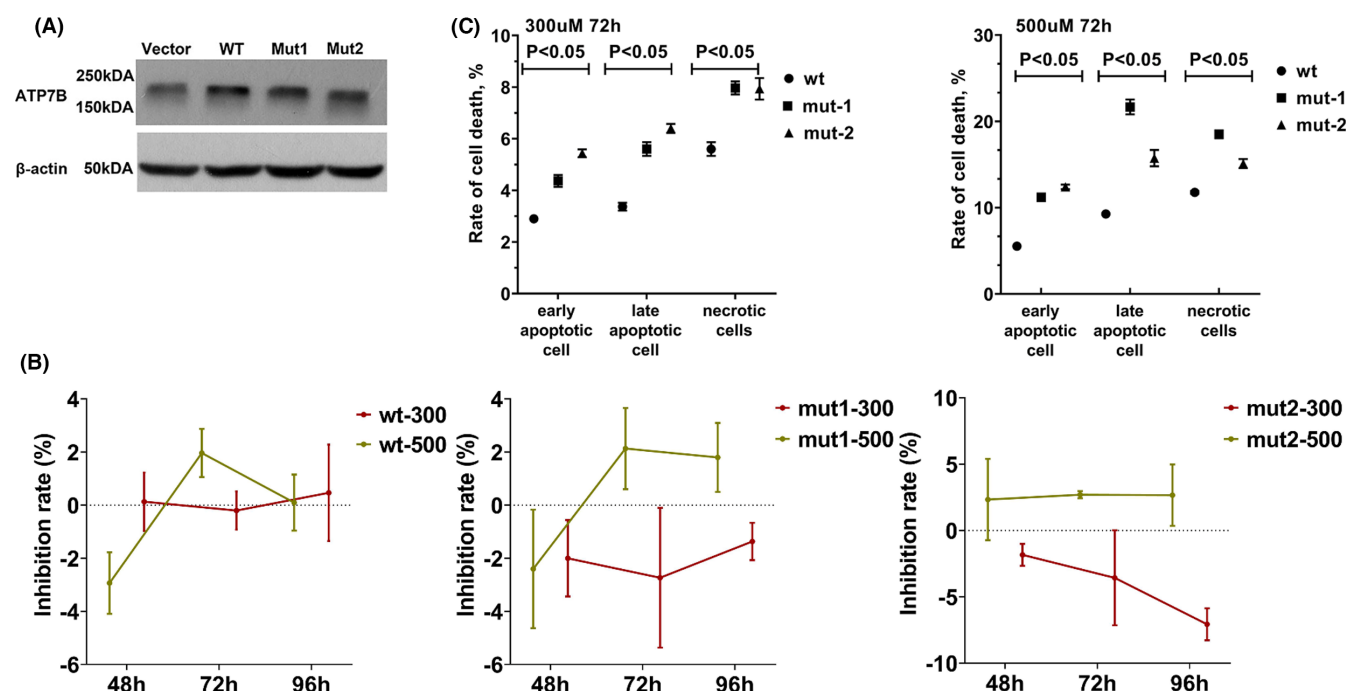 (A)
Vector WT Mut1 Mut2
ATP7B
250kDA
150kDA
β-actin
50kDA
(C)
300uM 72h
P<0.05 P<0.05 P<0.05
wt
mut-1
mut-2
Rate of cell death, %
10
8
6
4
2
0
early apoptotic cell
late apoptotic cell
necrotic cells
500uM 72h
P<0.05 P<0.05 P<0.05
wt
mut-1
mut-2
Rate of cell death, %
30
20
10
0
early apoptotic cell
late apoptotic cell
necrotic cells
(B)
wt-300
wt-500
Inhibition rate (%)
4
2
0
-2
-4
-6
48h 72h 96h
mut1-300
mut1-500
Inhibition rate (%)
4
2
0
-2
-4
-6
48h 72h 96h
mut2-300
mut2-500
Inhibition rate (%)
10
5
0
-5
-10
48h 72h 96h